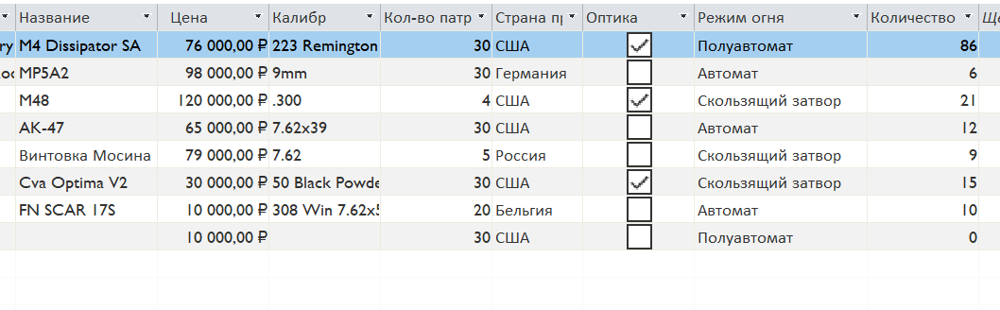 Название Цена Калибр Кол-во патр Страна пр Оптика Режим огня Количество Ще
ry M4 Dissipator SA 76 000,00 ₽ 223 Remington 30 США Полуавтомат 86
Roc MP5A2 98 000,00 ₽ 9mm 30 Германия Автомат 6
M48 120 000,00 ₽ .300 4 США Скользящий затвор 21
AK-47 65 000,00 ₽ 7.62x39 30 США Автомат 12
Винтовка Мосина 79 000,00 ₽ 7.62 5 Россия Скользящий затвор 9
Cva Optima V2 30 000,00 ₽ 50 Black Powde 30 США Скользящий затвор 15
FN SCAR 17S 10 000,00 ₽ 308 Win 7.62x5 20 Бельгия Автомат 10
10 000,00 ₽ 30 США Полуавтомат 0